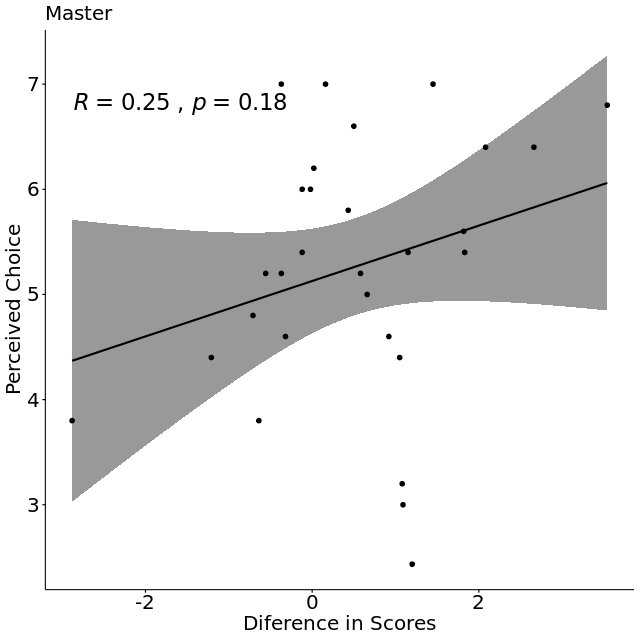 Master
R = 0.25 , p = 0.18
7
6
5
4
3
Perceived Choice
-2 0 2
Diference in Scores